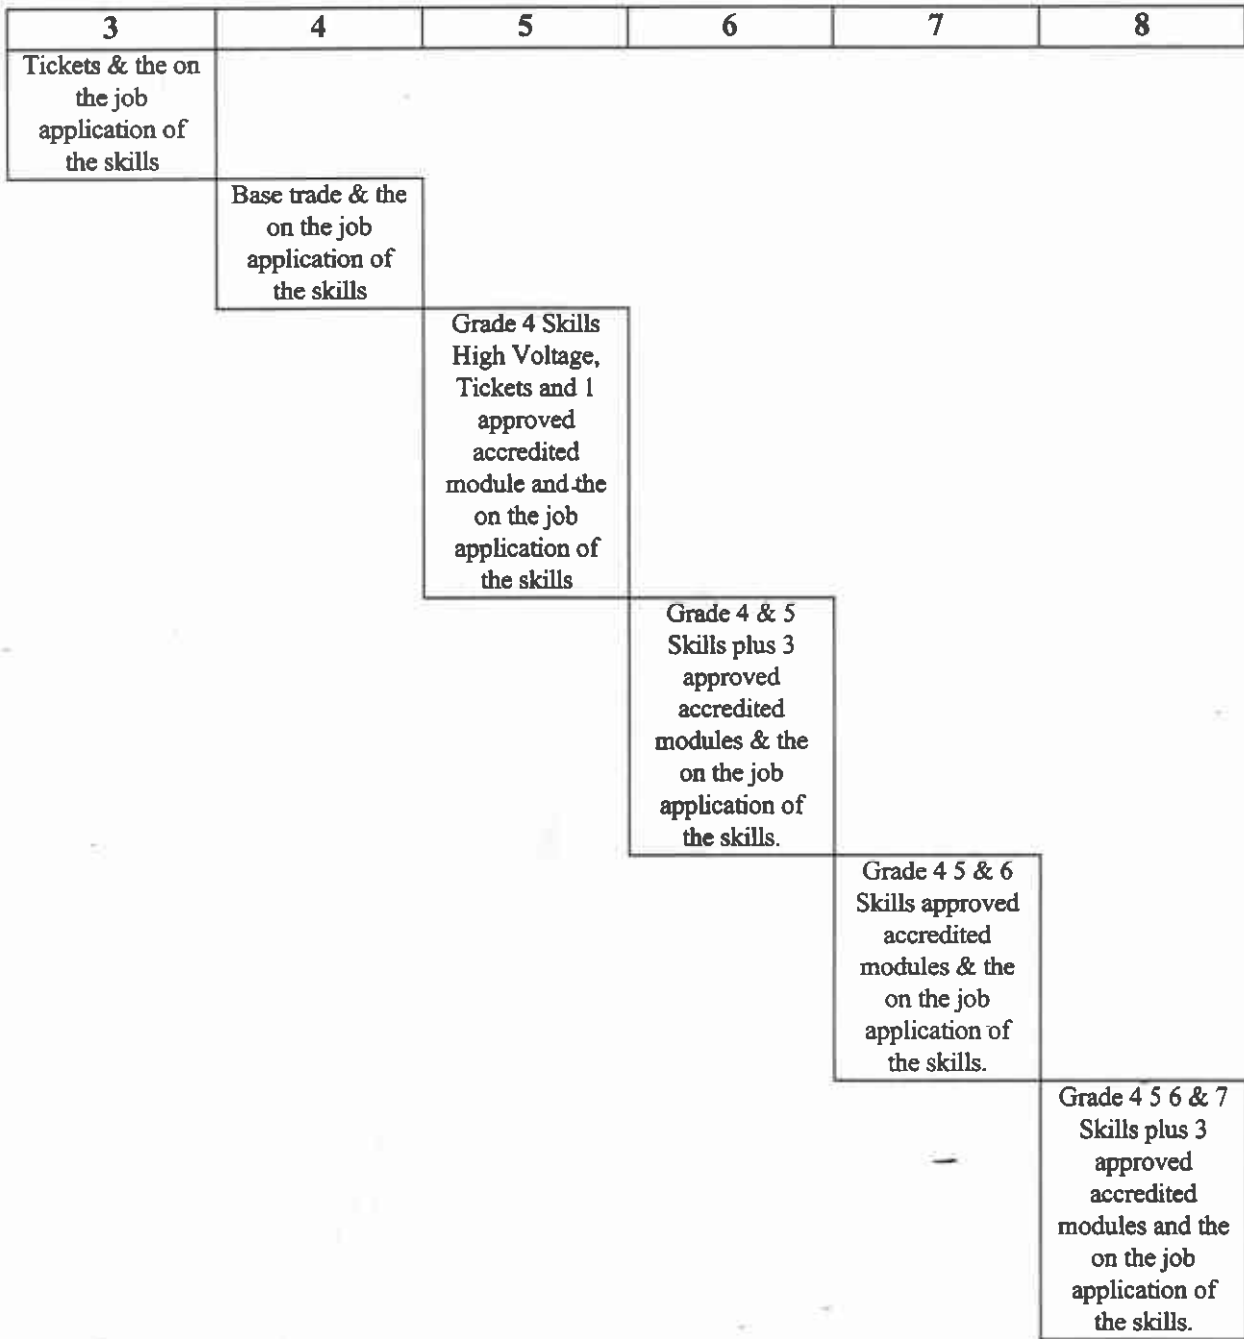 3 4 5 6 7 8
Tickets & the on
the job
application of
the skills
Base trade & the
on the job
application of
the skills
Grade 4 Skills
High Voltage,
Tickets and 1
approved
accredited
module and the
on the job
application of
the skills
Grade 4 & 5
Skills plus 3
approved
accredited
modules & the
on the job
application of
the skills.
Grade 4 5 & 6
Skills approved
accredited
modules & the
on the job
application of
the skills.
Grade 4 5 6 & 7
Skills plus 3
approved
accredited
modules and the
on the job
application of
the skills.